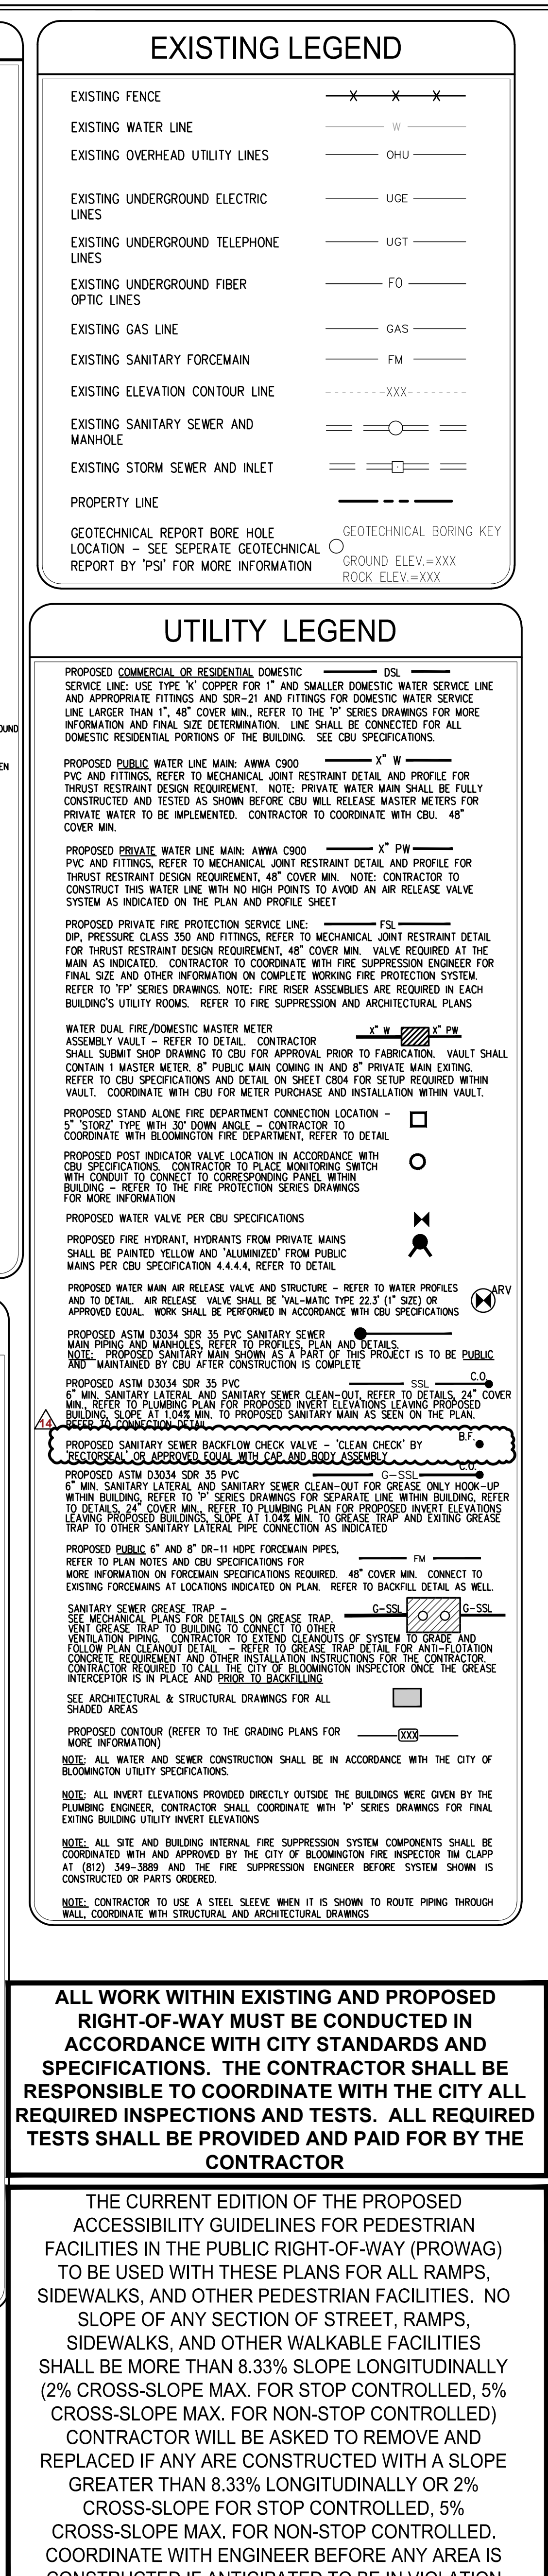 EXISTING LEGEND
EXISTING FENCE X X X
EXISTING WATER LINE W
EXISTING OVERHEAD UTILITY LINES OHU
EXISTING UNDERGROUND ELECTRIC UGE
LINES
EXISTING UNDERGROUND TELEPHONE UGT
LINES
EXISTING UNDERGROUND FIBER FO
OPTIC LINES
EXISTING GAS LINE GAS
EXISTING SANITARY FORCEMAIN FM
EXISTING ELEVATION CONTOUR LINE XXX
EXISTING SANITARY SEWER AND
MANHOLE
EXISTING STORM SEWER AND INLET
PROPERTY LINE
GEOTECHNICAL REPORT BORE HOLE
LOCATION – SEE SEPERATE GEOTECHNICAL
REPORT BY 'PSI' FOR MORE INFORMATION
GEOTECHNICAL BORING KEY
GROUND ELEV.=XXX
ROCK ELEV.=XXX
UTILITY LEGEND
PROPOSED COMMERCIAL OR RESIDENTIAL DOMESTIC DSL
SERVICE LINE: USE TYPE 'K' COPPER FOR 1" AND SMALLER DOMESTIC WATER SERVICE LINE
AND APPROPRIATE FITTINGS AND SDR-21 AND FITTINGS FOR DOMESTIC WATER SERVICE
LINE LARGER THAN 1", 48" COVER MIN., REFER TO THE 'P' SERIES DRAWINGS FOR MORE
INFORMATION AND FINAL SIZE DETERMINATION. LINE SHALL BE CONNECTED FOR ALL
DOMESTIC RESIDENTIAL PORTIONS OF THE BUILDING. SEE CBU SPECIFICATIONS.
OUND
EN
PROPOSED PUBLIC WATER LINE MAIN: AWWA C900 X" W
PVC AND FITTINGS, REFER TO MECHANICAL JOINT RESTRAINT DETAIL AND PROFILE FOR
THRUST RESTRAINT DESIGN REQUIREMENT. NOTE: PRIVATE WATER MAIN SHALL BE FULLY
CONSTRUCTED AND TESTED AS SHOWN BEFORE CBU WILL RELEASE MASTER METERS FOR
PRIVATE WATER TO BE IMPLEMENTED. CONTRACTOR TO COORDINATE WITH CBU. 48"
COVER MIN.
PROPOSED PRIVATE WATER LINE MAIN: AWWA C900 X" PW
PVC AND FITTINGS, REFER TO MECHANICAL JOINT RESTRAINT DETAIL AND PROFILE FOR
THRUST RESTRAINT DESIGN REQUIREMENT, 48" COVER MIN. NOTE: CONTRACTOR TO
CONSTRUCT THIS WATER LINE WITH NO HIGH POINTS TO AVOID AN AIR RELEASE VALVE
SYSTEM AS INDICATED ON THE PLAN AND PROFILE SHEET
PROPOSED PRIVATE FIRE PROTECTION SERVICE LINE: FSL
DIP, PRESSURE CLASS 350 AND FITTINGS, REFER TO MECHANICAL JOINT RESTRAINT DETAIL
FOR THRUST RESTRAINT DESIGN REQUIREMENT, 48" COVER MIN. VALVE REQUIRED AT THE
MAIN AS INDICATED. CONTRACTOR TO COORDINATE WITH FIRE SUPPRESSION ENGINEER FOR
FINAL SIZE AND OTHER INFORMATION ON COMPLETE WORKING FIRE PROTECTION SYSTEM.
REFER TO 'FP' SERIES DRAWINGS. NOTE: FIRE RISER ASSEMBLIES ARE REQUIRED IN EACH
BUILDING'S UTILITY ROOMS. REFER TO FIRE SUPPRESSION AND ARCHITECTURAL PLANS
WATER DUAL FIRE/DOMESTIC MASTER METER X" W X" PW
ASSEMBLY VAULT – REFER TO DETAIL. CONTRACTOR
SHALL SUBMIT SHOP DRAWING TO CBU FOR APPROVAL PRIOR TO FABRICATION. VAULT SHALL
CONTAIN 1 MASTER METER. 8" PUBLIC MAIN COMING IN AND 8" PRIVATE MAIN EXITING.
REFER TO CBU SPECIFICATIONS AND DETAIL ON SHEET C804 FOR SETUP REQUIRED WITHIN
VAULT. COORDINATE WITH CBU FOR METER PURCHASE AND INSTALLATION WITHIN VAULT.
PROPOSED STAND ALONE FIRE DEPARTMENT CONNECTION LOCATION –
5" 'STORZ' TYPE WITH 30° DOWN ANGLE – CONTRACTOR TO
COORDINATE WITH BLOOMINGTON FIRE DEPARTMENT, REFER TO DETAIL
PROPOSED POST INDICATOR VALVE LOCATION IN ACCORDANCE WITH
CBU SPECIFICATIONS. CONTRACTOR TO PLACE MONITORING SWITCH
WITH CONDUIT TO CONNECT TO CORRESPONDING PANEL WITHIN
BUILDING – REFER TO THE FIRE PROTECTION SERIES DRAWINGS
FOR MORE INFORMATION
PROPOSED WATER VALVE PER CBU SPECIFICATIONS
PROPOSED FIRE HYDRANT, HYDRANTS FROM PRIVATE MAINS
SHALL BE PAINTED YELLOW AND 'ALUMINIZED' FROM PUBLIC
MAINS PER CBU SPECIFICATION 4.4.4.4, REFER TO DETAIL
PROPOSED WATER MAIN AIR RELEASE VALVE AND STRUCTURE – REFER TO WATER PROFILES ARV
AND TO DETAIL. AIR RELEASE VALVE SHALL BE 'VAL-MATIC TYPE 22.3' (1" SIZE) OR
APPROVED EQUAL. WORK SHALL BE PERFORMED IN ACCORDANCE WITH CBU SPECIFICATIONS
PROPOSED ASTM D3034 SDR 35 PVC SANITARY SEWER
MAIN PIPING AND MANHOLES, REFER TO PROFILES, PLAN AND DETAILS.
NOTE: PROPOSED SANITARY MAIN SHOWN AS A PART OF THIS PROJECT IS TO BE PUBLIC
AND MAINTAINED BY CBU AFTER CONSTRUCTION IS COMPLETE
PROPOSED ASTM D3034 SDR 35 PVC SSL C.O.
6" MIN. SANITARY LATERAL AND SANITARY SEWER CLEAN-OUT, REFER TO DETAILS, 24" COVER
MIN., REFER TO PLUMBING PLAN FOR PROPOSED INVERT ELEVATIONS LEAVING PROPOSED
BUILDING, SLOPE AT 1.04% MIN. TO PROPOSED SANITARY MAIN AS SEEN ON THE PLAN.
14 REFER TO CONNECTION DETAIL
PROPOSED SANITARY SEWER BACKFLOW CHECK VALVE – 'CLEAN CHECK' BY B.F.
'RECTORSEAL' OR APPROVED EQUAL WITH CAP AND BODY ASSEMBLY
PROPOSED ASTM D3034 SDR 35 PVC G-SSL C.O.
6" MIN. SANITARY LATERAL AND SANITARY SEWER CLEAN-OUT FOR GREASE ONLY HOOK-UP
WITHIN BUILDING, REFER TO 'P' SERIES DRAWINGS FOR SEPARATE LINE WITHIN BUILDING, REFER
TO DETAILS, 24" COVER MIN., REFER TO PLUMBING PLAN FOR PROPOSED INVERT ELEVATIONS
LEAVING PROPOSED BUILDINGS, SLOPE AT 1.04% MIN. TO GREASE TRAP AND EXITING GREASE
TRAP TO OTHER SANITARY LATERAL PIPE CONNECTION AS INDICATED
PROPOSED PUBLIC 6" AND 8" DR-11 HDPE FORCEMAIN PIPES,
REFER TO PLAN NOTES AND CBU SPECIFICATIONS FOR FM
MORE INFORMATION ON FORCEMAIN SPECIFICATIONS REQUIRED. 48" COVER MIN. CONNECT TO
EXISTING FORCEMAINS AT LOCATIONS INDICATED ON PLAN. REFER TO BACKFILL DETAIL AS WELL.
SANITARY SEWER GREASE TRAP – G-SSL G-SSL
SEE MECHANICAL PLANS FOR DETAILS ON GREASE TRAP.
VENT GREASE TRAP TO BUILDING TO CONNECT TO OTHER
VENTILATION PIPING. CONTRACTOR TO EXTEND CLEANOUTS OF SYSTEM TO GRADE AND
FOLLOW PLAN CLEANOUT DETAIL – REFER TO GREASE TRAP DETAIL FOR ANTI-FLOTATION
CONCRETE REQUIREMENT AND OTHER INSTALLATION INSTRUCTIONS FOR THE CONTRACTOR.
CONTRACTOR REQUIRED TO CALL THE CITY OF BLOOMINGTON INSPECTOR ONCE THE GREASE
INTERCEPTOR IS IN PLACE AND PRIOR TO BACKFILLING
SEE ARCHITECTURAL & STRUCTURAL DRAWINGS FOR ALL
SHADED AREAS
PROPOSED CONTOUR (REFER TO THE GRADING PLANS FOR XXX
MORE INFORMATION)
NOTE: ALL WATER AND SEWER CONSTRUCTION SHALL BE IN ACCORDANCE WITH THE CITY OF
BLOOMINGTON UTILITY SPECIFICATIONS.
NOTE: ALL INVERT ELEVATIONS PROVIDED DIRECTLY OUTSIDE THE BUILDINGS WERE GIVEN BY THE
PLUMBING ENGINEER, CONTRACTOR SHALL COORDINATE WITH 'P' SERIES DRAWINGS FOR FINAL
EXITING BUILDING UTILITY INVERT ELEVATIONS
NOTE: ALL SITE AND BUILDING INTERNAL FIRE SUPPRESSION SYSTEM COMPONENTS SHALL BE
COORDINATED WITH AND APPROVED BY THE CITY OF BLOOMINGTON FIRE INSPECTOR TIM CLAPP
AT (812) 349-3889 AND THE FIRE SUPPRESSION ENGINEER BEFORE SYSTEM SHOWN IS
CONSTRUCTED OR PARTS ORDERED.
NOTE: CONTRACTOR TO USE A STEEL SLEEVE WHEN IT IS SHOWN TO ROUTE PIPING THROUGH
WALL, COORDINATE WITH STRUCTURAL AND ARCHITECTURAL DRAWINGS
ALL WORK WITHIN EXISTING AND PROPOSED
RIGHT-OF-WAY MUST BE CONDUCTED IN
ACCORDANCE WITH CITY STANDARDS AND
SPECIFICATIONS. THE CONTRACTOR SHALL BE
RESPONSIBLE TO COORDINATE WITH THE CITY ALL
REQUIRED INSPECTIONS AND TESTS. ALL REQUIRED
TESTS SHALL BE PROVIDED AND PAID FOR BY THE
CONTRACTOR
THE CURRENT EDITION OF THE PROPOSED
ACCESSIBILITY GUIDELINES FOR PEDESTRIAN
FACILITIES IN THE PUBLIC RIGHT-OF-WAY (PROWAG)
TO BE USED WITH THESE PLANS FOR ALL RAMPS,
SIDEWALKS, AND OTHER PEDESTRIAN FACILITIES. NO
SLOPE OF ANY SECTION OF STREET, RAMPS,
SIDEWALKS, AND OTHER WALKABLE FACILITIES
SHALL BE MORE THAN 8.33% SLOPE LONGITUDINALLY
(2% CROSS-SLOPE MAX. FOR STOP CONTROLLED, 5%
CROSS-SLOPE MAX. FOR NON-STOP CONTROLLED)
CONTRACTOR WILL BE ASKED TO REMOVE AND
REPLACED IF ANY ARE CONSTRUCTED WITH A SLOPE
GREATER THAN 8.33% LONGITUDINALLY OR 2%
CROSS-SLOPE FOR STOP CONTROLLED, 5%
CROSS-SLOPE MAX. FOR NON-STOP CONTROLLED.
COORDINATE WITH ENGINEER BEFORE ANY AREA IS
CONSTRUCTED IF ANTICIPATED TO BE IN VIOLATION